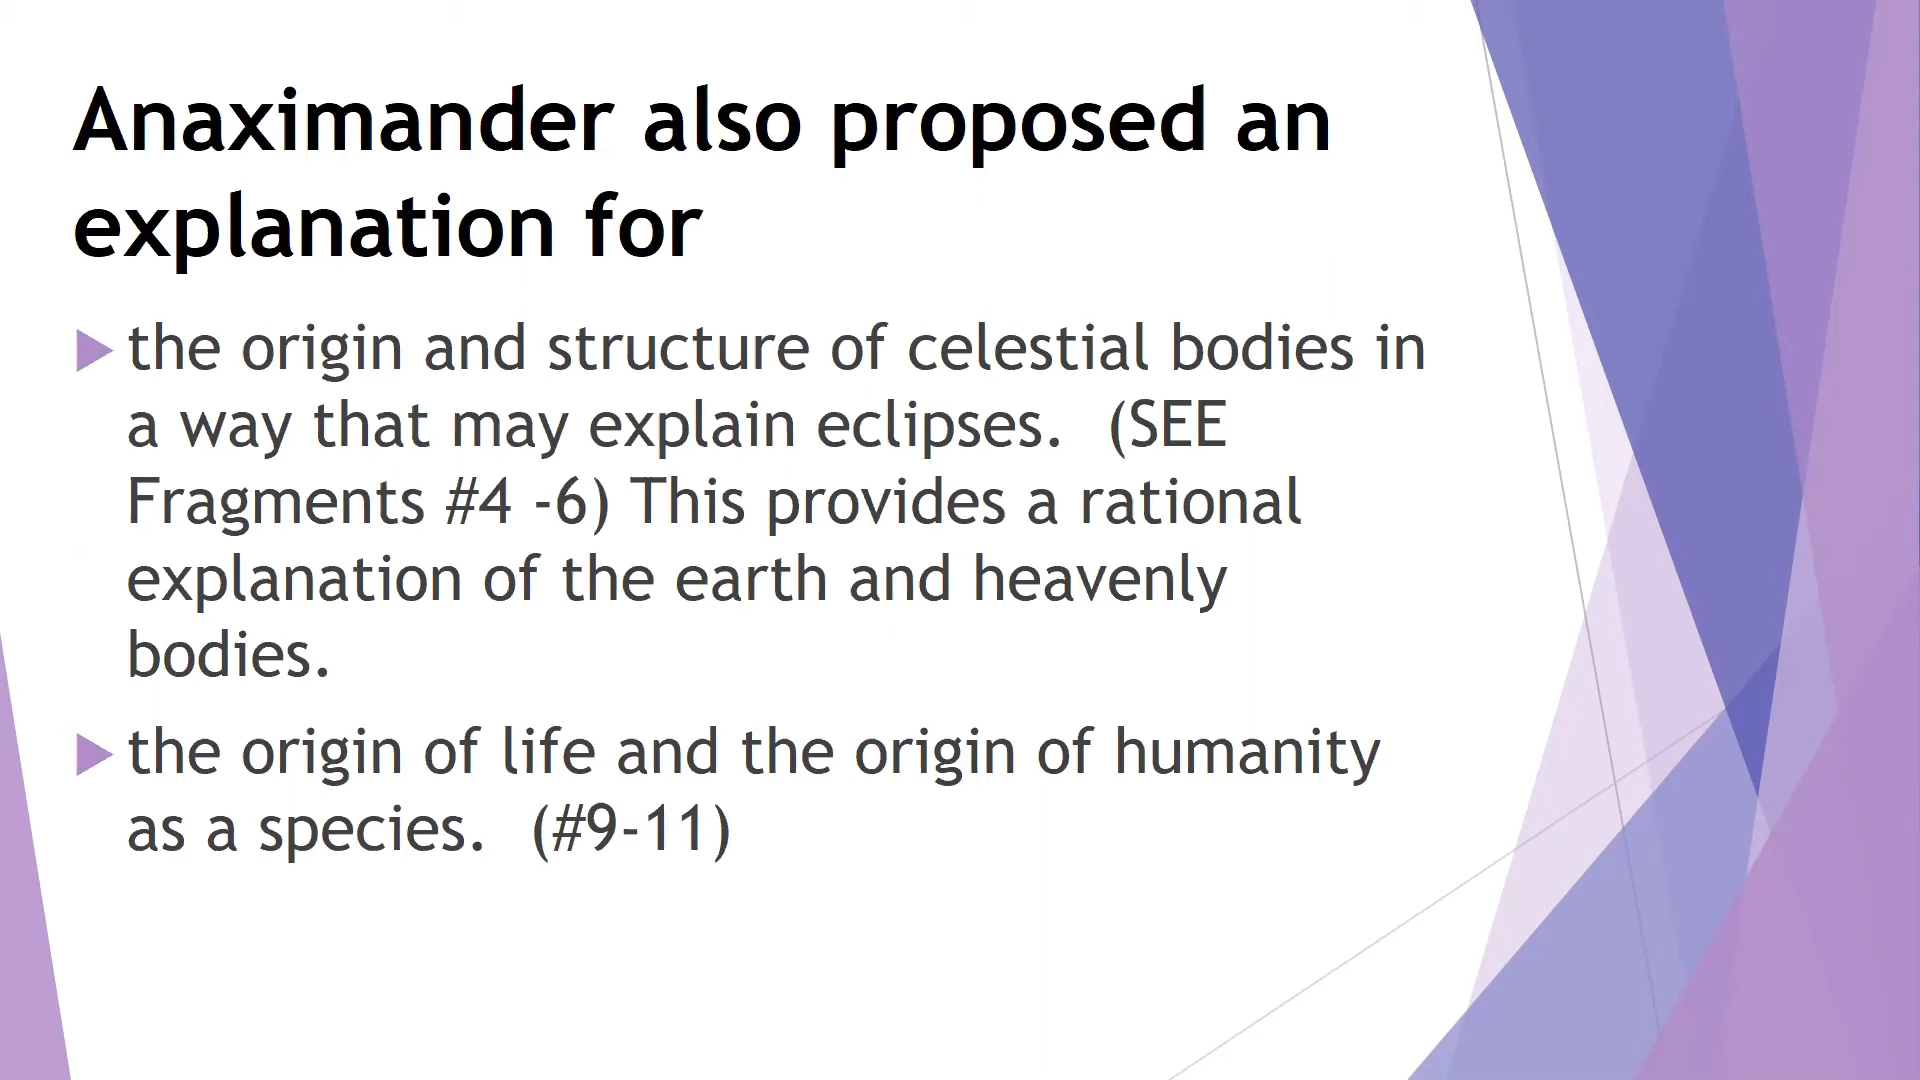 Anaximander also proposed an
explanation for
the origin and structure of celestial bodies in
a way that may explain eclipses.  (SEE
Fragments #4 -6) This provides a rational
explanation of the earth and heavenly
bodies.
the origin of life and the origin of humanity
as a species.  (#9-11)